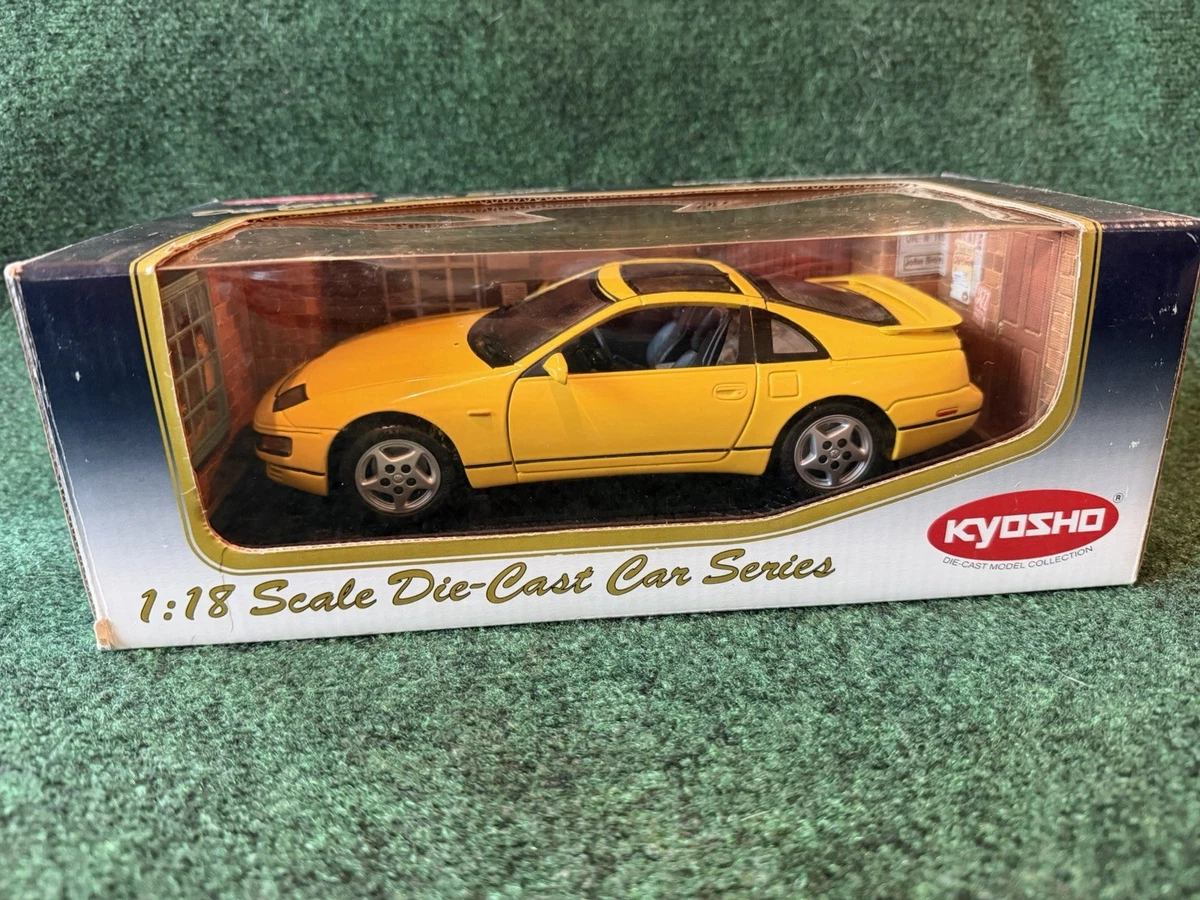 1:18 Scale Die-Cast Car Series
KYOSHO ®
DIE-CAST MODEL COLLECTION